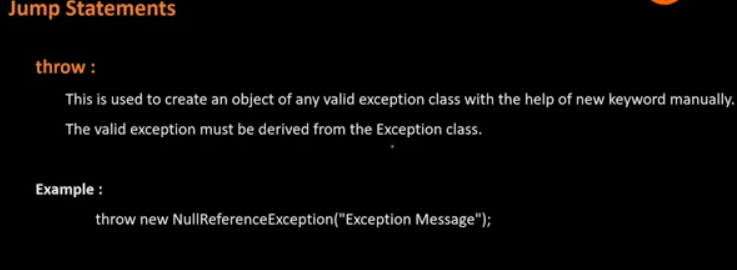 Jump Statements
throw :
This is used to create an object of any valid exception class with the help of new keyword manually.
The valid exception must be derived from the Exception class.
Example :
throw new NullReferenceException("Exception Message");